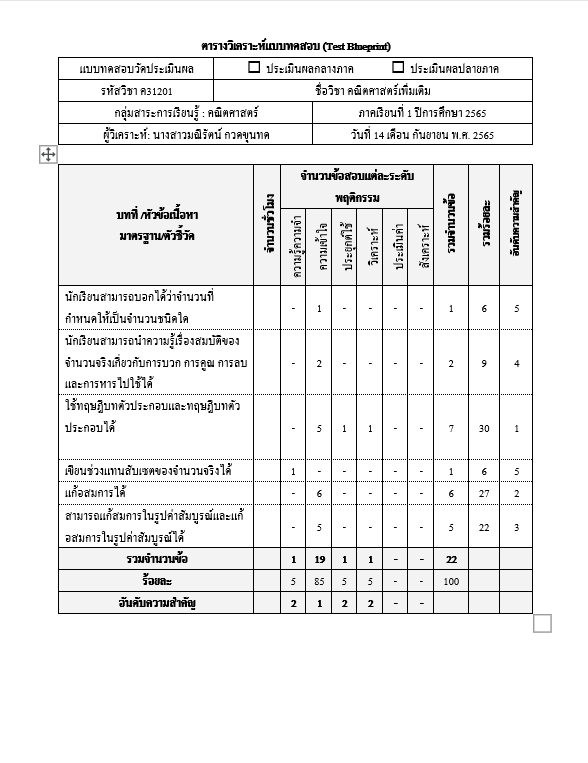 ตารางวิเคราะห์แบบทดสอบ (Test Blueprint)
แบบทดสอบวัดประเมินผล ☐ ประเมินผลกลางภาค ☐ ประเมินผลปลายภาค
รหัสวิชา ค31201 ชื่อวิชา คณิตศาสตร์เพิ่มเติม
กลุ่มสาระการเรียนรู้ : คณิตศาสตร์ ภาคเรียนที่ 1 ปีการศึกษา 2565
ผู้วิเคราะห์: นางสาวมณีรัตน์ กวดขุนทด วันที่ 14 เดือน กันยายน พ.ศ. 2565
บทที่ /หัวข้อเนื้อหา
มาตรฐาน/ตัวชี้วัด
จำนวนชั่วโมง
จำนวนข้อสอบแต่ละระดับ
พฤติกรรม
ความรู้ความจำ
ความเข้าใจ
ประยุกต์ใช้
วิเคราะห์
ประเมินค่า
สังเคราะห์
รวมจำนวนข้อ
รวมร้อยละ
อันดับความสำคัญ
นักเรียนสามารถบอกได้ว่าจำนวนที่
กำหนดให้เป็นจำนวนชนิดใด
- 1 - - - - 1 6 5
นักเรียนสามารถนำความรู้เรื่องสมบัติของ
จำนวนจริงเกี่ยวกับการบวก การคูณ การลบ
และการหารไปใช้ได้
- 2 - - - - 2 9 4
ใช้ทฤษฎีบทตัวประกอบและทฤษฎีบทตัว
ประกอบได้
- 5 1 1 - - 7 30 1
เขียนช่วงแทนสับเซตของจำนวนจริงได้ 1 - - - - - 1 6 5
แก้อสมการได้ - 6 - - - - 6 27 2
สามารถแก้สมการในรูปค่าสัมบูรณ์และแก้
อสมการในรูปค่าสัมบูรณ์ได้
- 5 - - - - 5 22 3
รวมจำนวนข้อ 1 19 1 1 - - 22
ร้อยละ 5 85 5 5 - - 100
อันดับความสำคัญ 2 1 2 2 - -